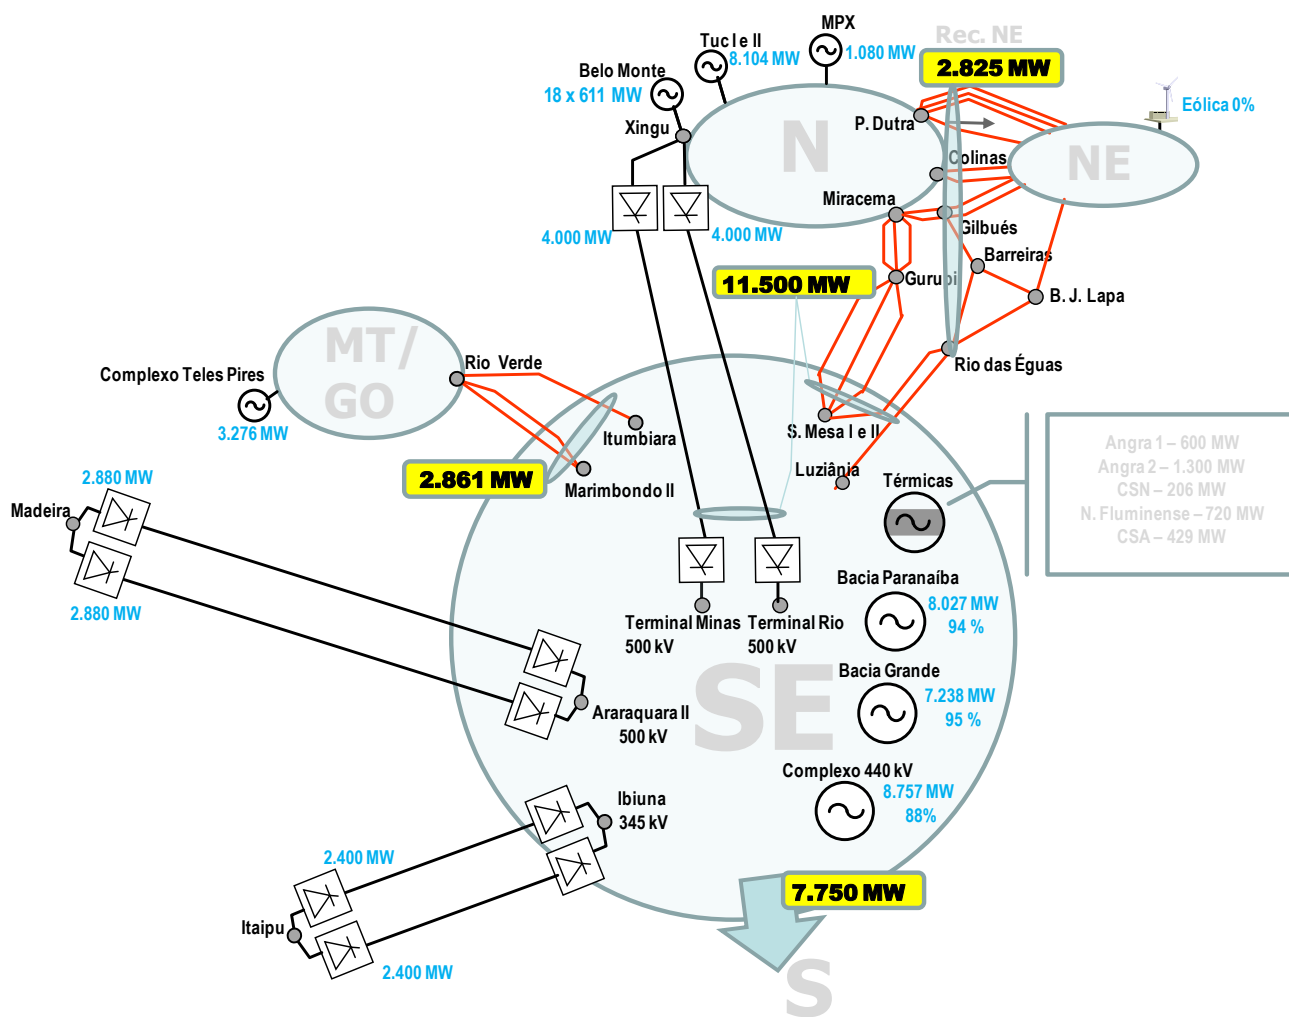 MPX
1.080 MW
Tuc I e II
8.104 MW
Rec. NE
2.825 MW
Belo Monte
18 x 611 MW
Xingu
N
P. Dutra
Eólica 0%
NE
Colinas
Miracema
Gilbués
4.000 MW
4.000 MW
Barreiras
11.500 MW
Gurupi
B. J. Lapa
MT/
GO
Rio Verde
Rio das Éguas
Complexo Teles Pires
3.276 MW
Itumbiara
S. Mesa I e II
2.861 MW
Marimbondo II
Luziânia
Térmicas
Angra 1 – 600 MW
Angra 2 – 1.300 MW
CSN – 206 MW
N. Fluminense – 720 MW
CSA – 429 MW
2.880 MW
Madeira
2.880 MW
Bacia Paranaíba
8.027 MW
94 %
Terminal Minas
500 kV
Terminal Rio
500 kV
SE
Bacia Grande
7.238 MW
95 %
Araraquara II
500 kV
Complexo 440 kV
8.757 MW
88%
Ibiuna
345 kV
2.400 MW
Itaipu
2.400 MW
7.750 MW
S